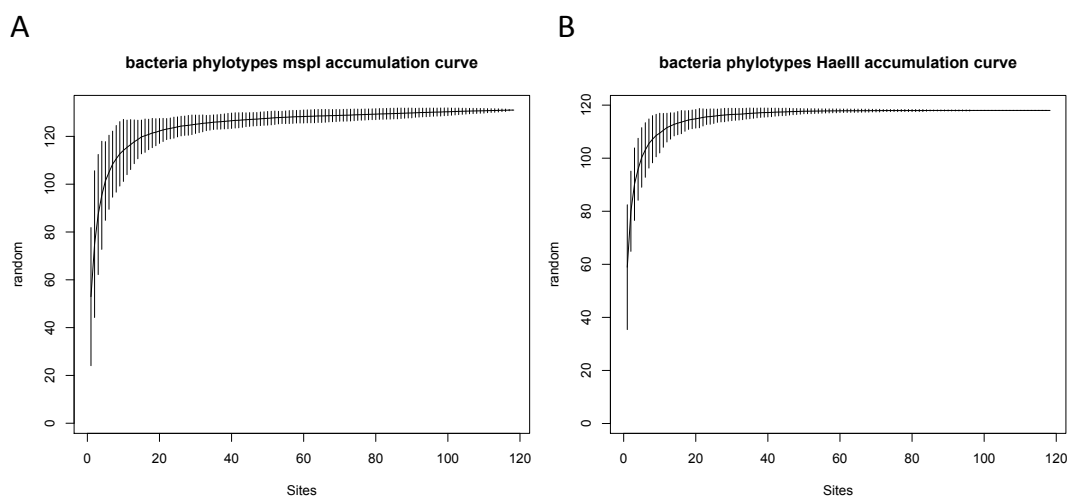 A
bacteria phylotypes mspI accumulation curve
random
0
20
40
60
80
100
120
0 20 40 60 80 100 120
Sites
B
bacteria phylotypes HaeIII accumulation curve
random
0
20
40
60
80
100
120
0 20 40 60 80 100 120
Sites